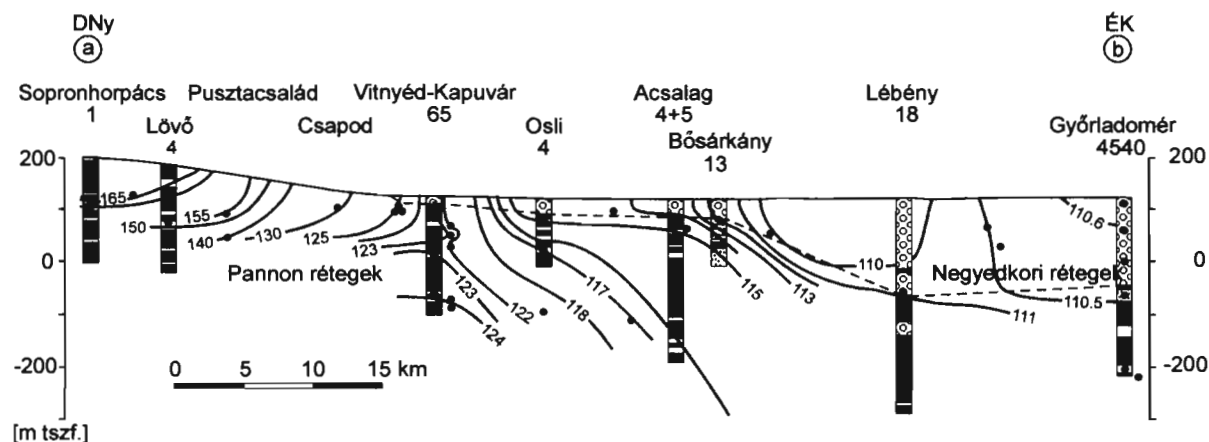 DNy ÉK
a b
Sopronhorpács Pusztacsalád Vitnyéd-Kapuvár Acsalag Lébény
1 65 4+5 18
Lövő Csapod Osli Bősárkány Győrladomér
4 4 13 4540
200 200
165
150 155
140 130 125 123
110.6
0 Pannon rétegek 123 122 118 117 115 113 110 Negyedkori rétegek 0
124 111 110.5
-200 -200
0 5 10 15 km
[m tszf.]